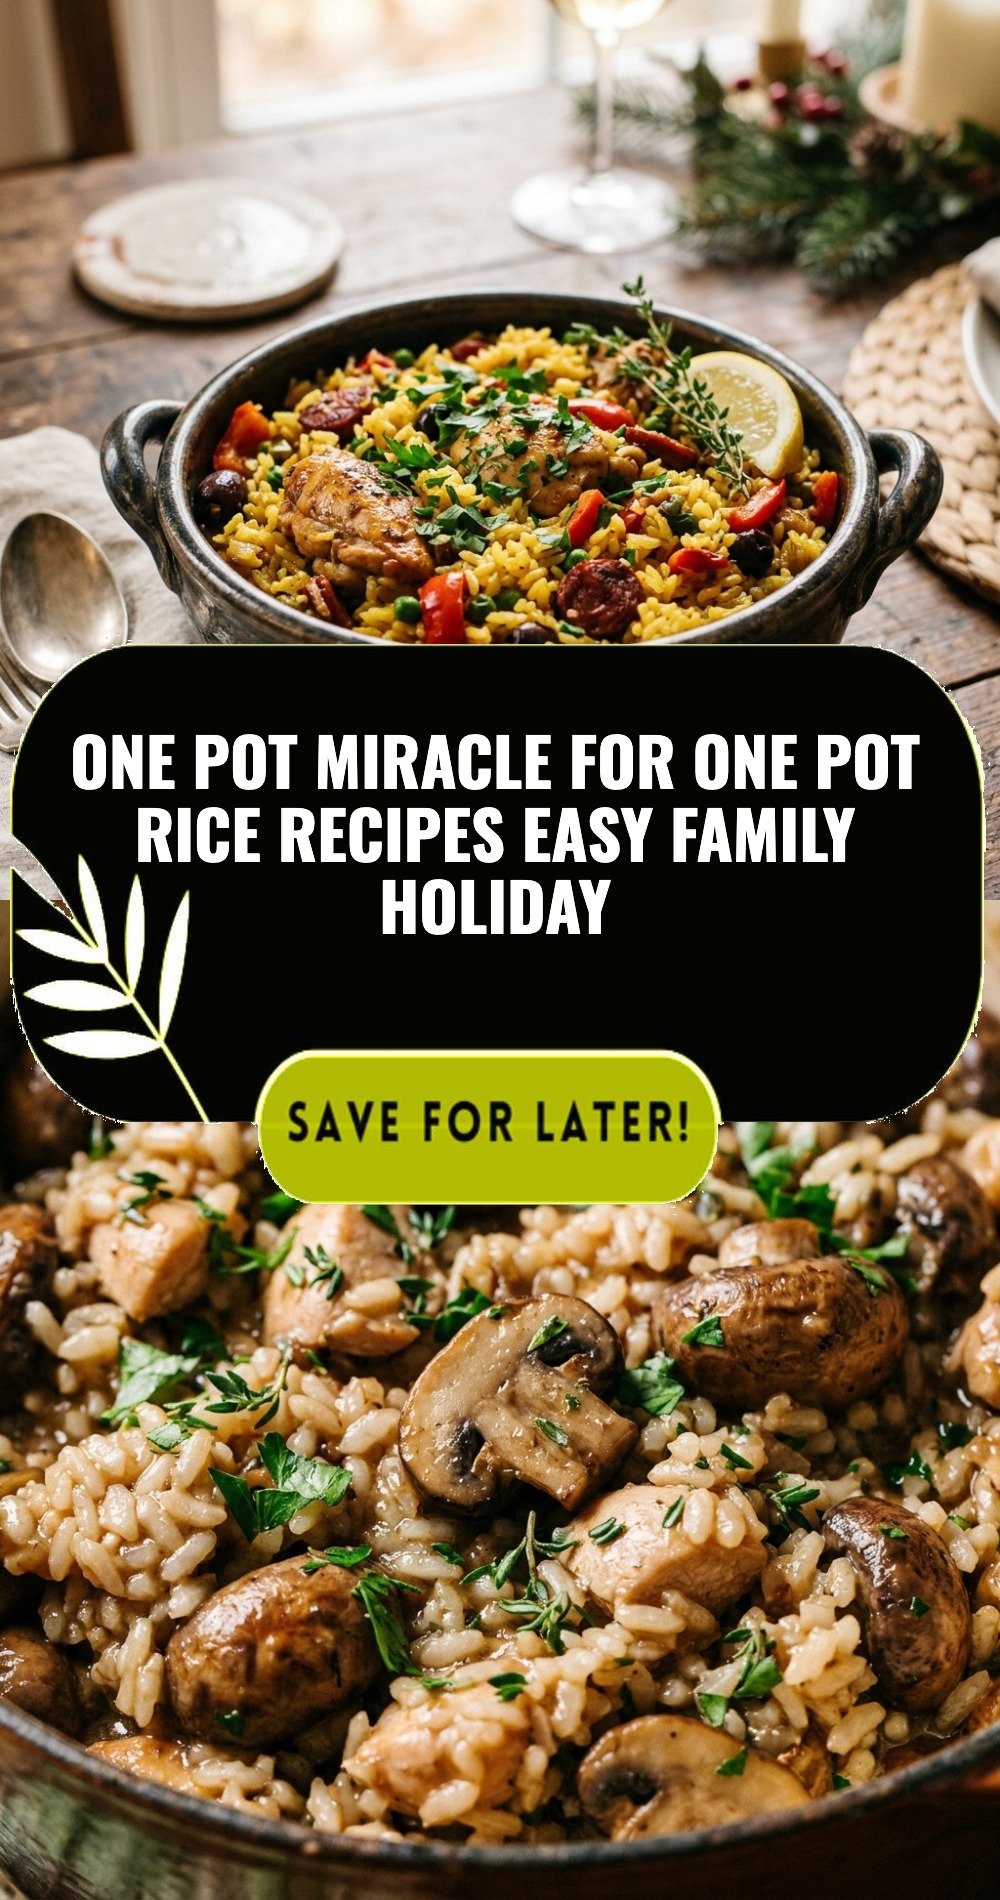 ONE POT MIRACLE FOR ONE POT
RICE RECIPES EASY FAMILY
HOLIDAY
SAVE FOR LATER!